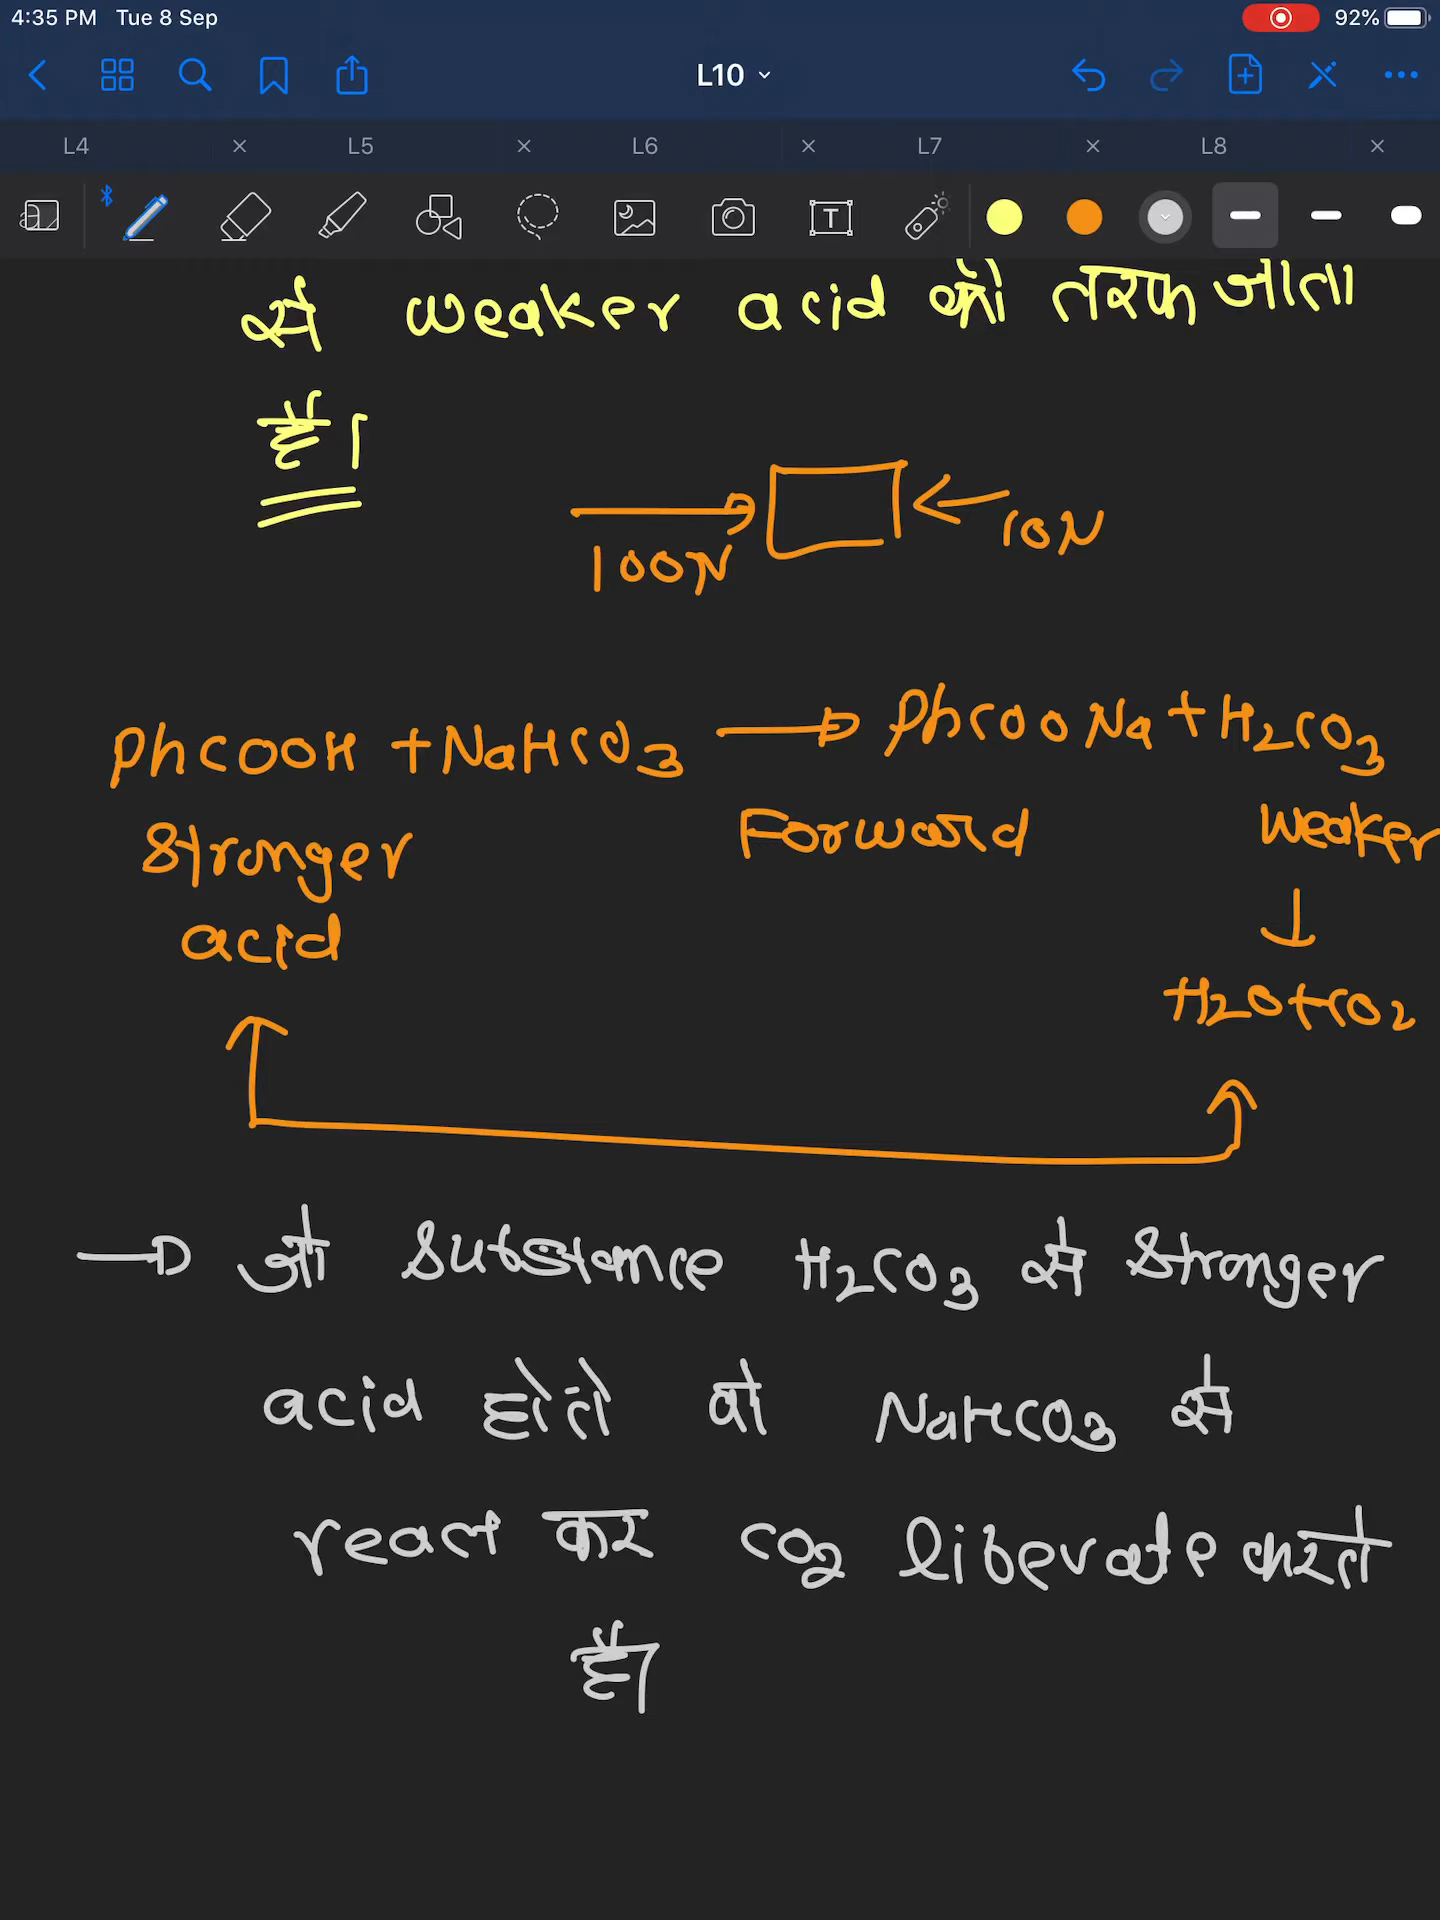 4:35 PM Tue 8 Sep 92%
L10
L4 L5 L6 L7 L8
से weaker acid की तरफ जाता
है।
100N 10N
PhCOOH + NaHCO3 → PhCOONa + H2CO3
Stronger Forward Weaker
acid ↓
H2O+CO2
→ जो Substance H2CO3 से Stronger
acid होते वो NaHCO3 से
react कर CO2 liberate करते
है।